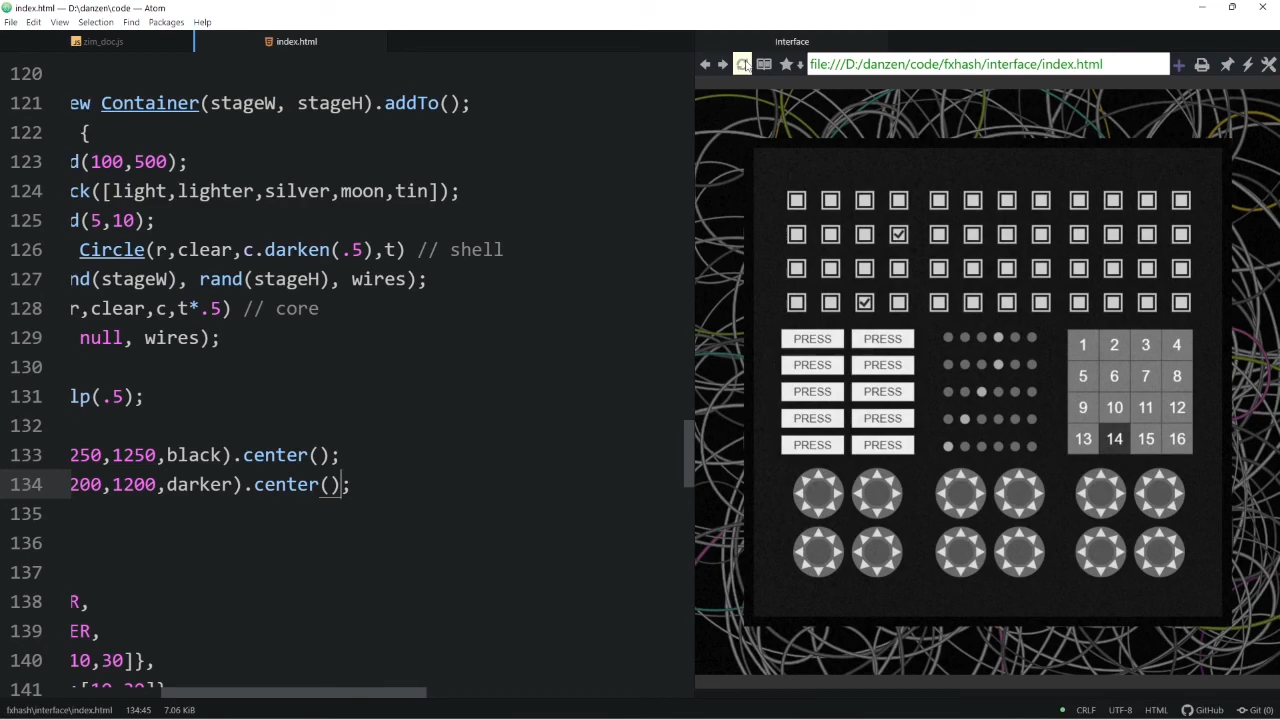 index.html — D:\danzen — Atom
File Edit View Selection Find Packages Help
zim_doc.js
index.html
Interface
file:///D:/danzen/code/fxhash/interface/index.html
120
121 ew Container(stageW, stageH).addTo();
122 {
123 d(100,500);
124 ck([light,lighter,silver,moon,tin]);
125 d(5,10);
126 Circle(r,clear,c.darken(.5),t) // shell
127 nd(stageW), rand(stageH), wires);
128 r,clear,c,t*.5) // core
129 null, wires);
130
131 lp(.5);
132
133 250,1250,black).center();
134 200,1200,darker).center();
135
136
137
138 R,
139 ER,
140 10,30]},
141
PRESS PRESS
PRESS PRESS
PRESS PRESS
PRESS PRESS
PRESS PRESS
1 2 3 4
5 6 7 8
9 10 11 12
13 14 15 16
fxhash\interface\index.html 134:45 7.06 KiB
CRLF UTF-8 HTML GitHub Git (0)